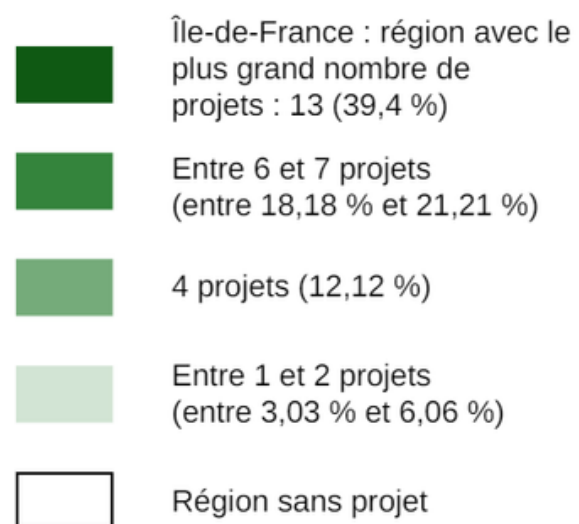 Île-de-France : région avec le
plus grand nombre de
projets : 13 (39,4 %)
Entre 6 et 7 projets
(entre 18,18 % et 21,21 %)
4 projets (12,12 %)
Entre 1 et 2 projets
(entre 3,03 % et 6,06 %)
Région sans projet